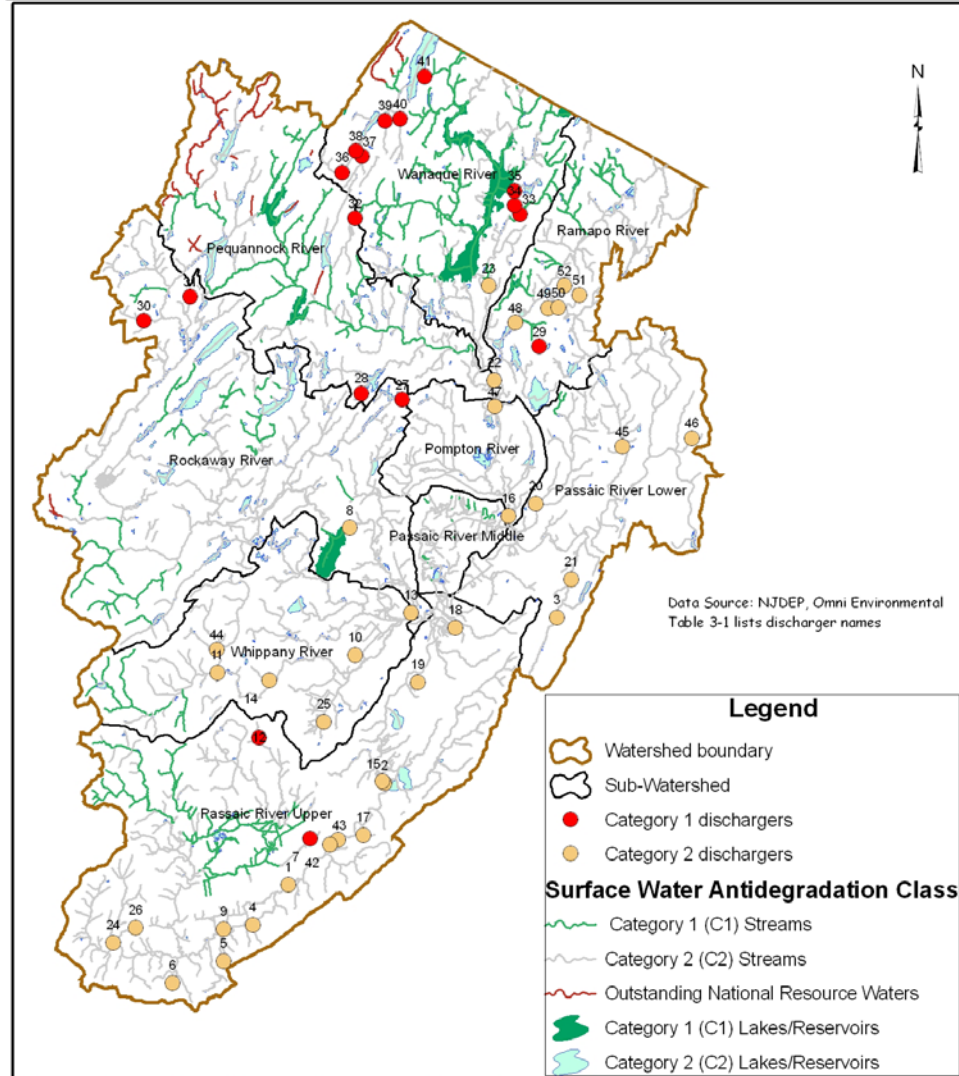 41
N
39 40
38
37
36
Wanaque River
35
34
33
32
Ramapo River
Pequannock River
23
52
51
31
49 50
30
48
29
22
28
27
47
46
45
Pompton River
Rockaway River
20
Passaic River Lower
16
8
Passaic River Middle
21
13
3
18
Data Source: NJDEP, Omni Environmental
Table 3-1 lists discharger names
44
10
Whippany River
11
19
14
25
12
152
Passaic River Upper
43
17
7
42
1
26
9
4
24
5
6
Legend
Watershed boundary
Sub-Watershed
Category 1 dischargers
Category 2 dischargers
Surface Water Antidegradation Class
Category 1 (C1) Streams
Category 2 (C2) Streams
Outstanding National Resource Waters
Category 1 (C1) Lakes/Reservoirs
Category 2 (C2) Lakes/Reservoirs